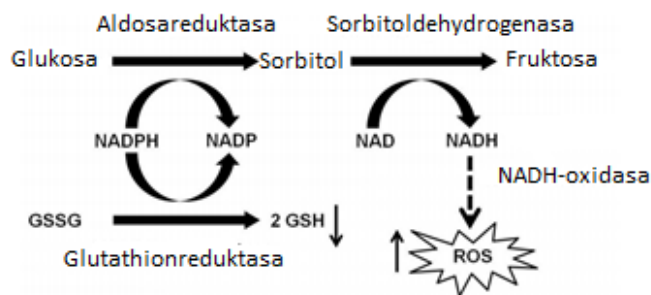 Aldosareduktasa Sorbitoldehydrogenasa
Glukosa Sorbitol Fruktosa
NADPH NADP NAD NADH
NADH-oxidasa
GSSG 2 GSH
ROS
Glutathionreduktasa